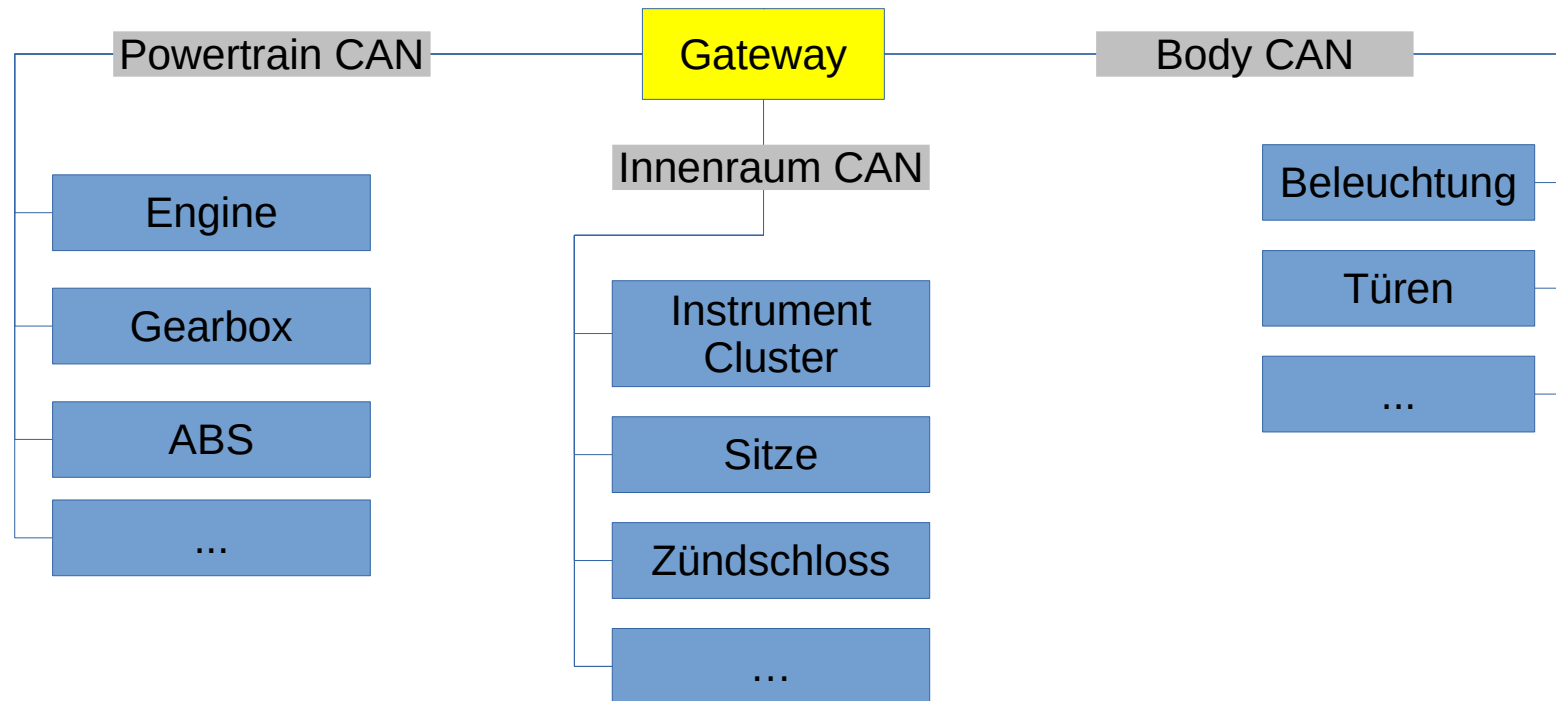 Powertrain CAN
Gateway
Body CAN
Innenraum CAN
Engine
Gearbox
ABS
...
Instrument
Cluster
Sitze
Zündschloss
...
Beleuchtung
Türen
...